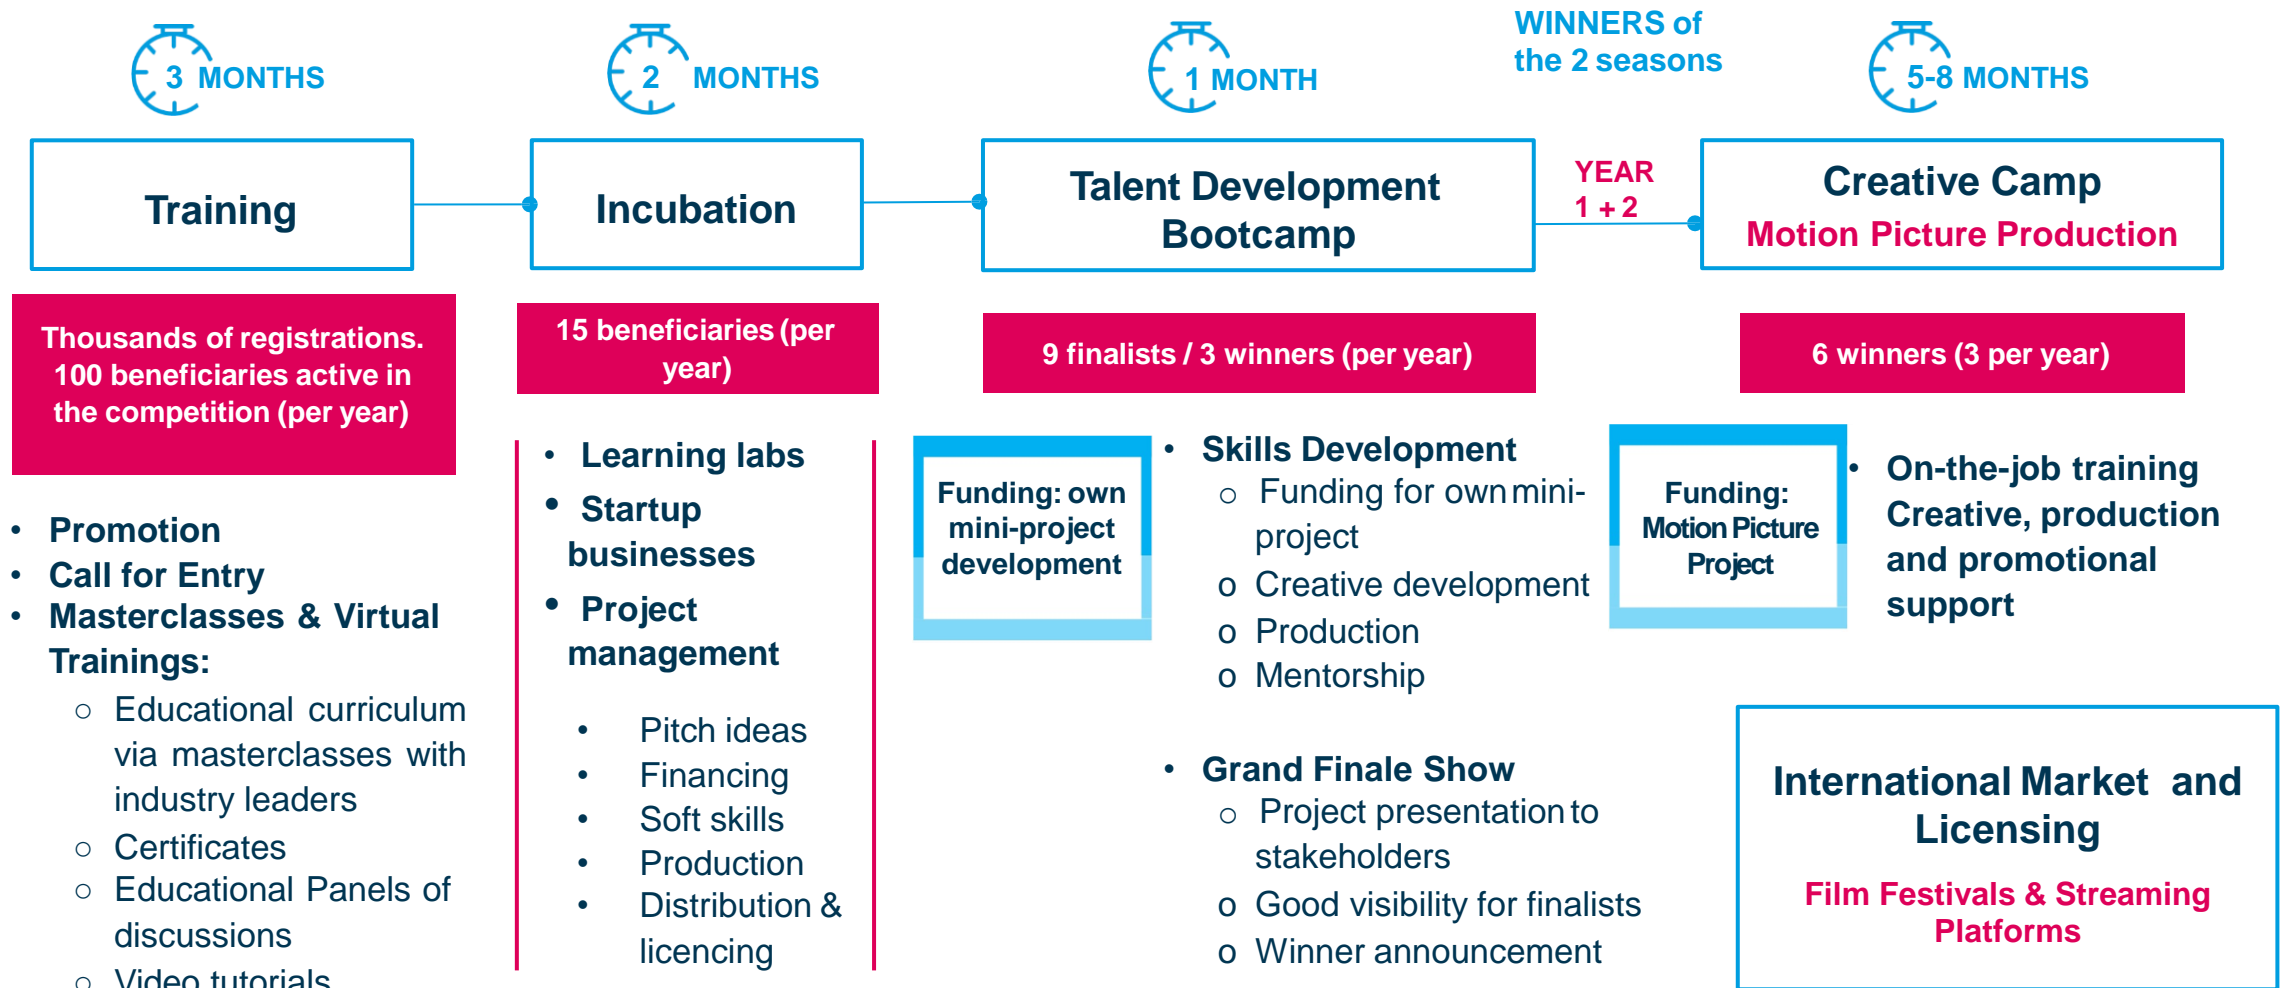 3 MONTHS
2 MONTHS
1 MONTH
WINNERS of
the 2 seasons
5-8 MONTHS
Training
Incubation
Talent Development
Bootcamp
YEAR
1 + 2
Creative Camp
Motion Picture Production
Thousands of registrations.
100 beneficiaries active in
the competition (per year)
15 beneficiaries (per
year)
9 finalists / 3 winners (per year)
6 winners (3 per year)
• Promotion
• Call for Entry
• Masterclasses & Virtual
Trainings:
○ Educational curriculum
via masterclasses with
industry leaders
○ Certificates
○ Educational Panels of
discussions
○ Video tutorials
• Learning labs
• Startup
businesses
• Project
management
• Pitch ideas
• Financing
• Soft skills
• Production
• Distribution &
licencing
Funding: own
mini-project
development
• Skills Development
○ Funding for own mini-
project
o Creative development
o Production
o Mentorship
• Grand Finale Show
○ Project presentation to
stakeholders
o Good visibility for finalists
o Winner announcement
Funding:
Motion Picture
Project
• On-the-job training
Creative, production
and promotional
support
International Market and
Licensing
Film Festivals & Streaming
Platforms